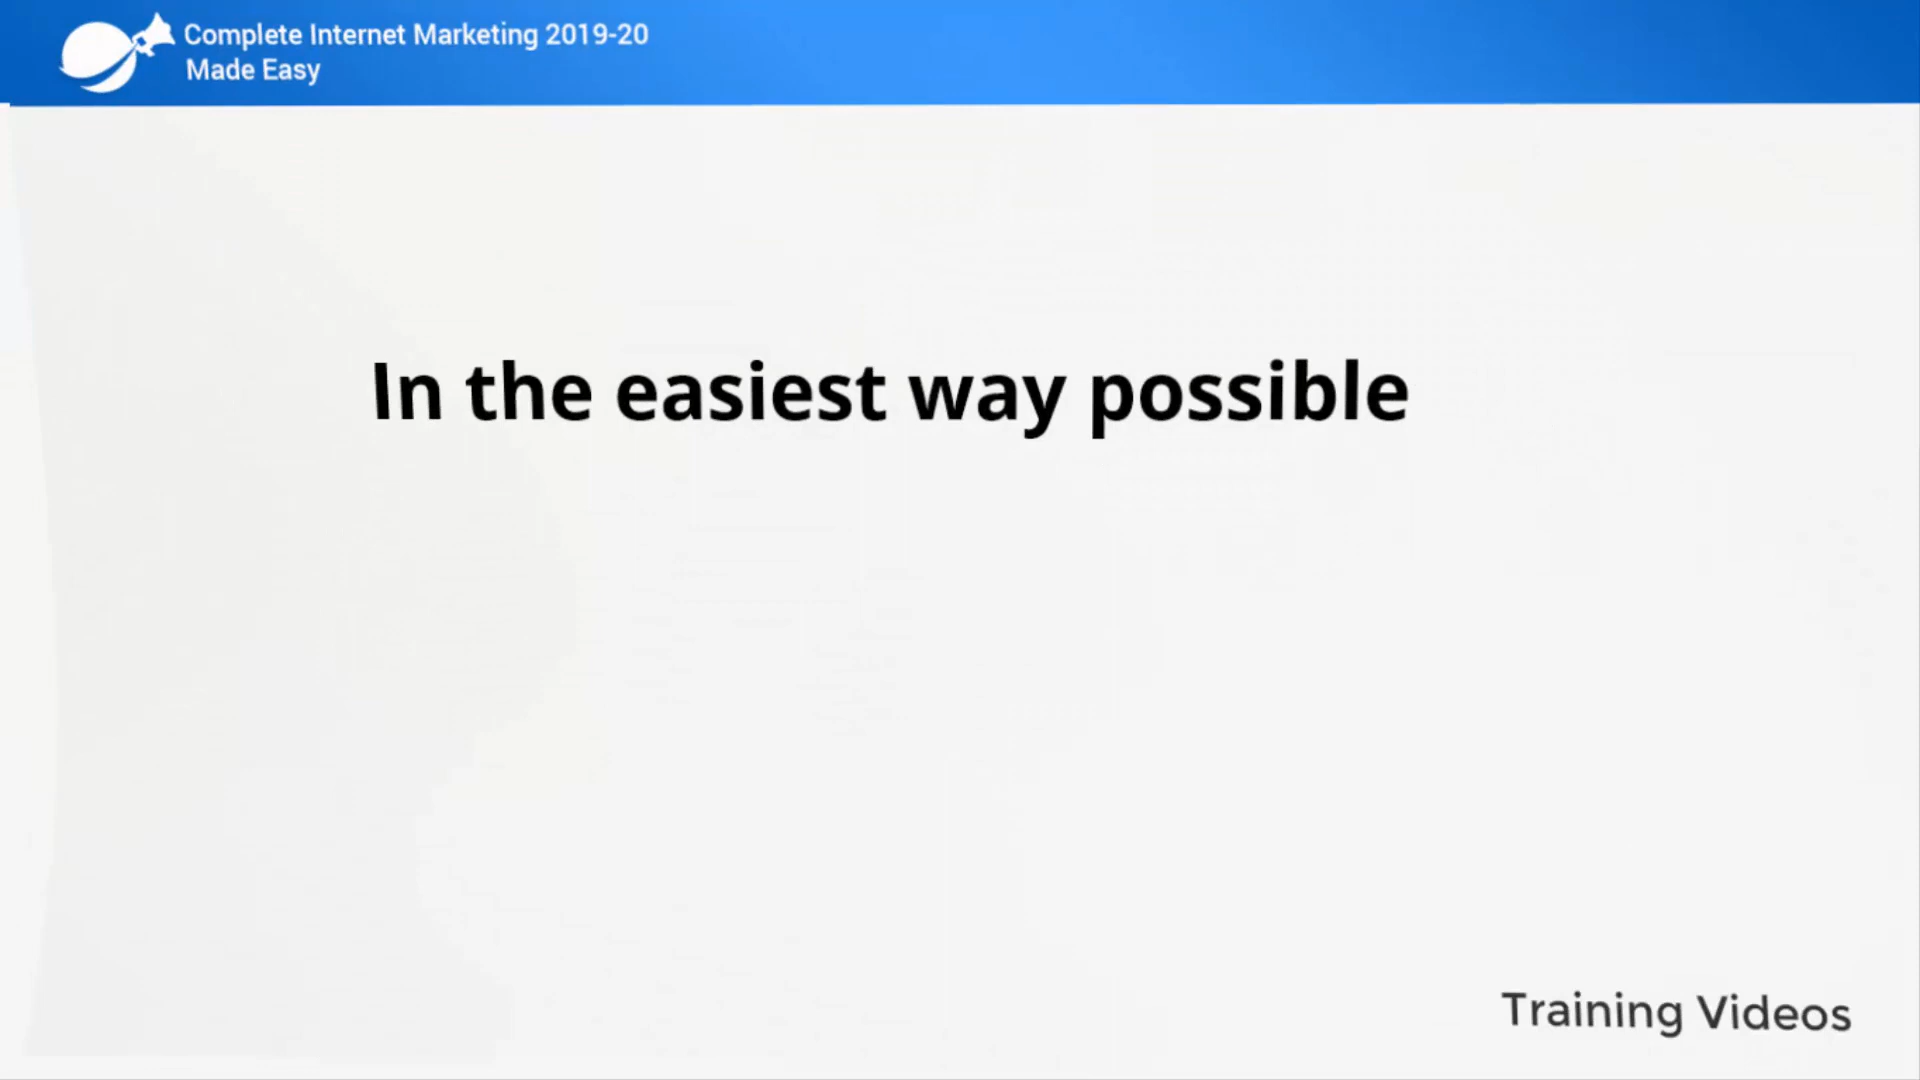 Complete Internet Marketing 2019-20
Made Easy
In the easiest way possible
Training Videos